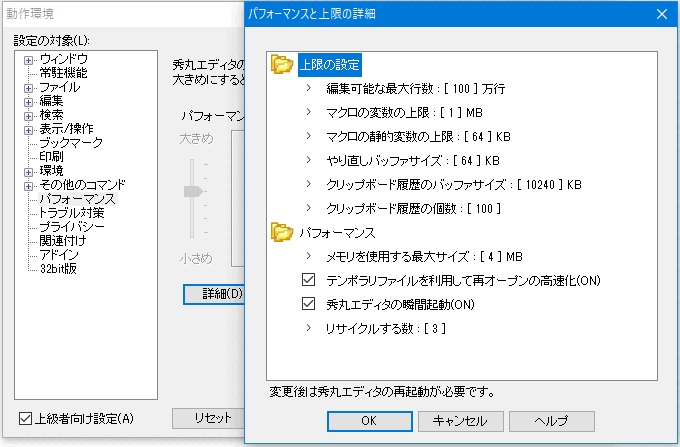 動作環境
設定の対象(L):
ウィンドウ
常駐機能
ファイル
編集
検索
表示/操作
ブックマーク
印刷
環境
その他のコマンド
パフォーマンス
トラブル対策
プライバシー
関連付け
アドイン
32bit版
上級者向け設定(A)
秀丸エディタの
大きめにすると
パフォーマン
大きめ
小さめ
詳細(D)
リセット
パフォーマンスと上限の詳細
上限の設定
編集可能な最大行数 : [ 100 ] 万行
マクロの変数の上限 : [ 1 ] MB
マクロの静的変数の上限 : [ 64 ] KB
やり直しバッファサイズ : [ 64 ] KB
クリップボード履歴のバッファサイズ : [ 10240 ] KB
クリップボード履歴の個数 : [ 100 ]
パフォーマンス
メモリを使用する最大サイズ : [ 4 ] MB
テンポラリファイルを利用して再オープンの高速化(ON)
秀丸エディタの瞬間起動(ON)
リサイクルする数 : [ 3 ]
変更後は秀丸エディタの再起動が必要です。
OK
キャンセル
ヘルプ